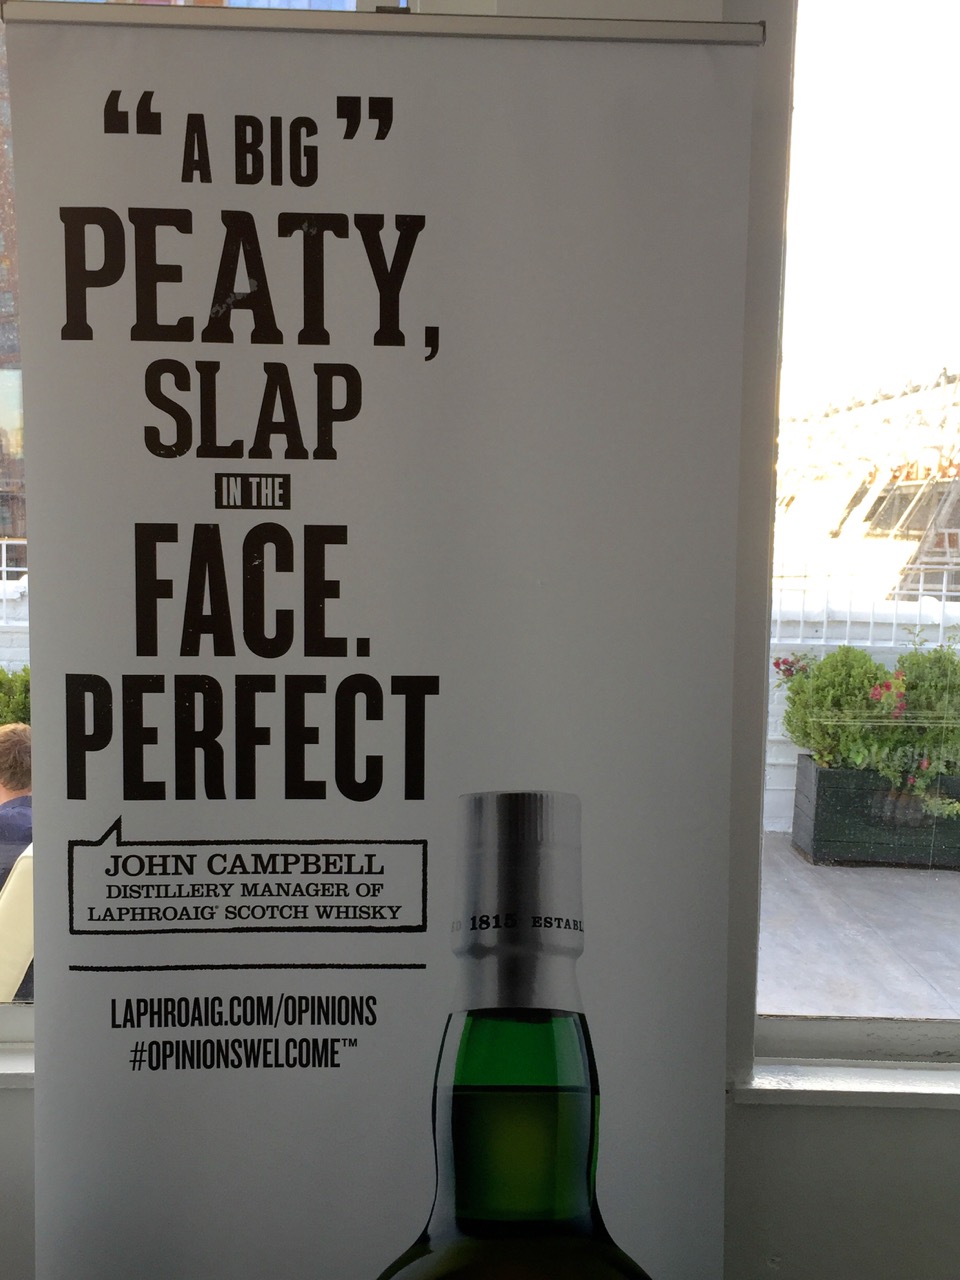 “A BIG”
PEATY,
SLAP
IN THE
FACE.
PERFECT
JOHN CAMPBELL
DISTILLERY MANAGER OF
LAPHROAIG® SCOTCH WHISKY
1815 ESTABL
LAPHROAIG.COM/OPINIONS
#OPINIONSWELCOME™